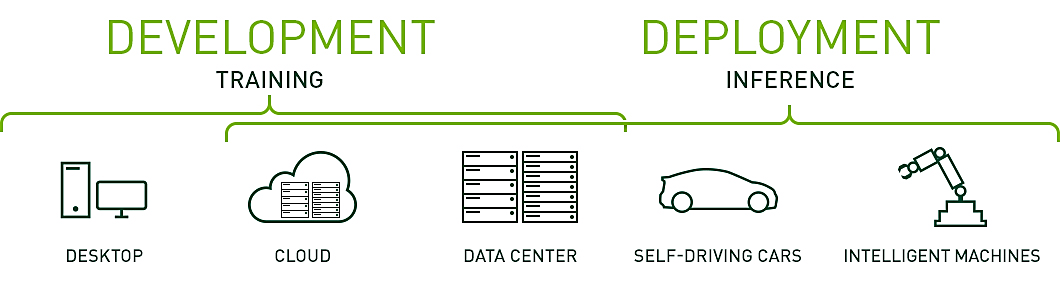 DEVELOPMENT
TRAINING
DEPLOYMENT
INFERENCE
DESKTOP
CLOUD
DATA CENTER
SELF-DRIVING CARS
INTELLIGENT MACHINES